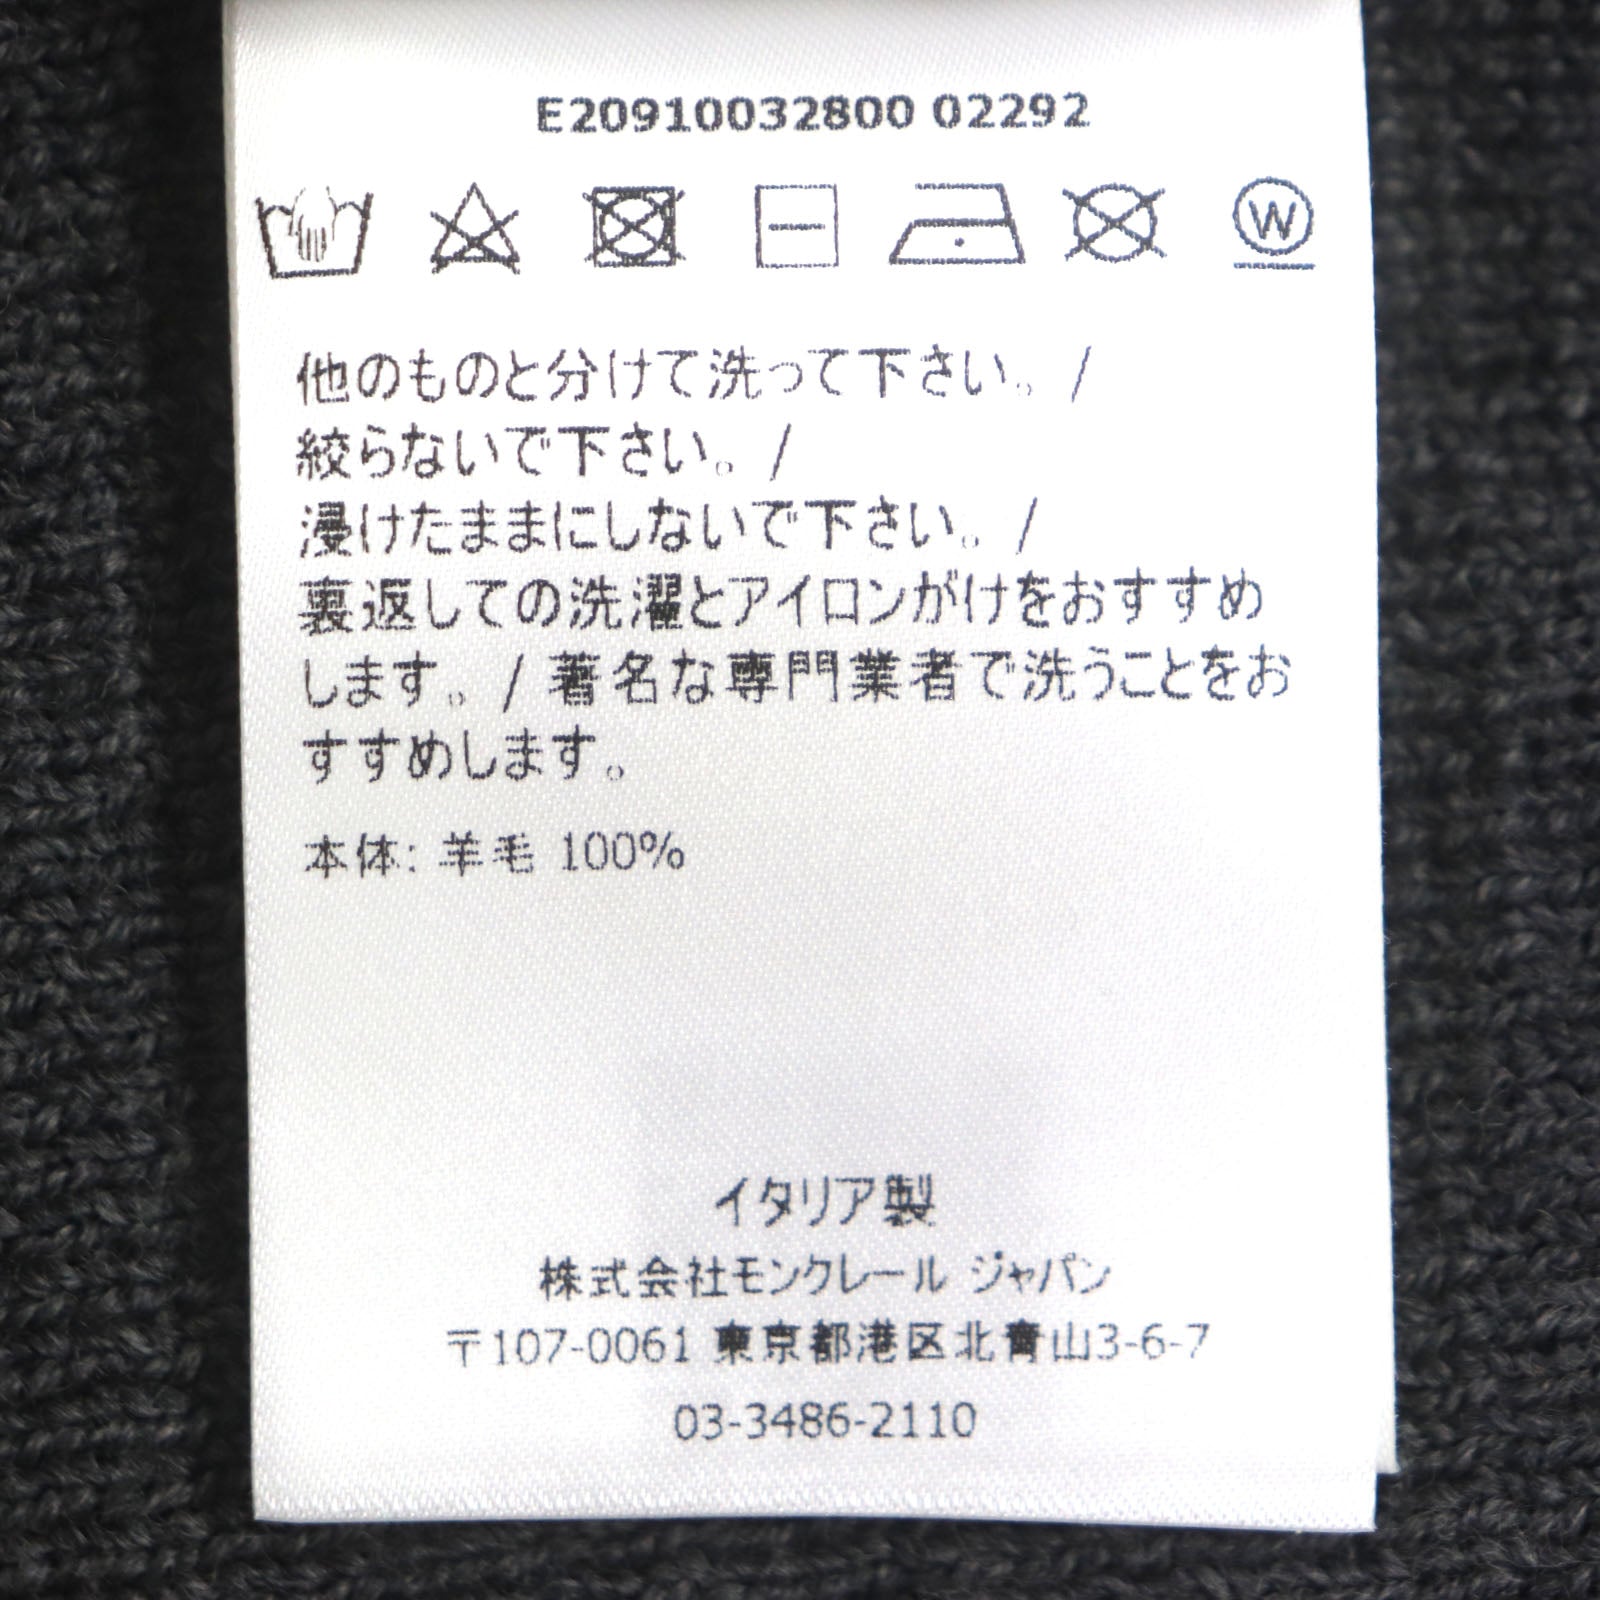 E20910032800 02292
W
他のものと分けて洗って下さい。/
絞らないで下さい。/
浸けたままにしないで下さい。/
裏返しての洗濯とアイロンがけをおすすめ
します。/ 著名な専門業者で洗うことをお
すすめします。
本体: 羊毛 100%
イタリア製
株式会社モンクレール ジャパン
〒107-0061 東京都港区北青山3-6-7
03-3486-2110